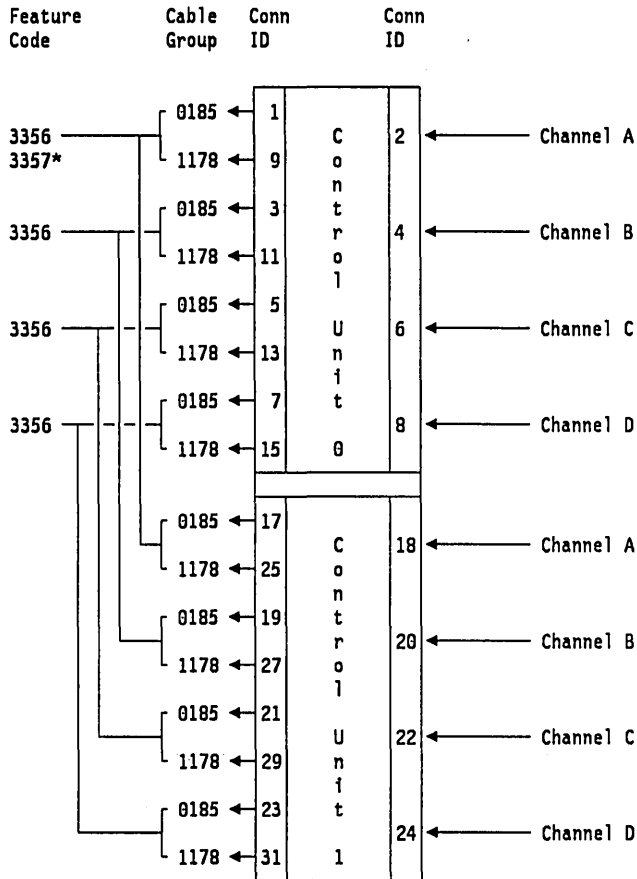 Feature Cable Conn Conn
Code Group ID ID
0185 1
3356 2 Channel A
3357* 1178 9
0185 3
3356 4 Channel B
1178 11
0185 5
3356 6 Channel C
1178 13
0185 7
3356 8 Channel D
1178 15
Control Unit 0
0185 17
18 Channel A
1178 25
0185 19
20 Channel B
1178 27
0185 21
22 Channel C
1178 29
0185 23
24 Channel D
1178 31
Control Unit 1